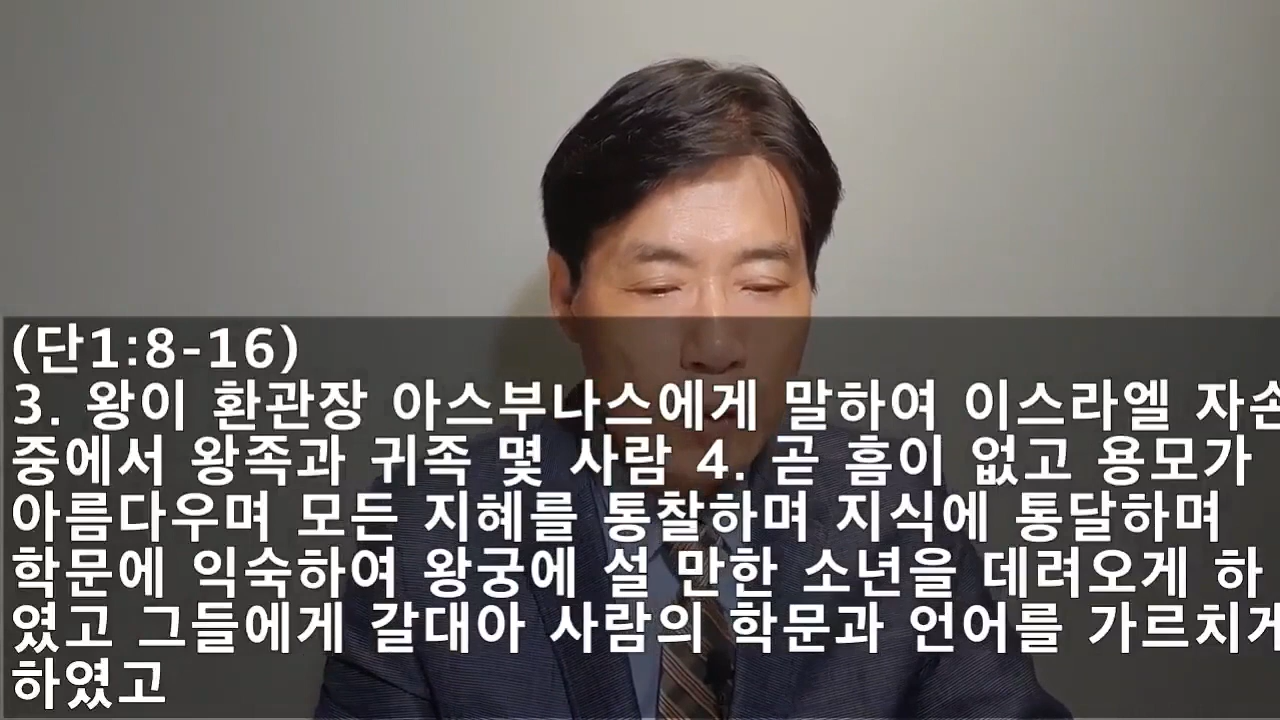 (단1:8-16)
3. 왕이 환관장 아스부나스에게 말하여 이스라엘 자손
중에서 왕족과 귀족 몇 사람 4. 곧 흠이 없고 용모가
아름다우며 모든 지혜를 통찰하며 지식에 통달하며
학문에 익숙하여 왕궁에 설 만한 소년을 데려오게 하
였고 그들에게 갈대아 사람의 학문과 언어를 가르치게
하였고